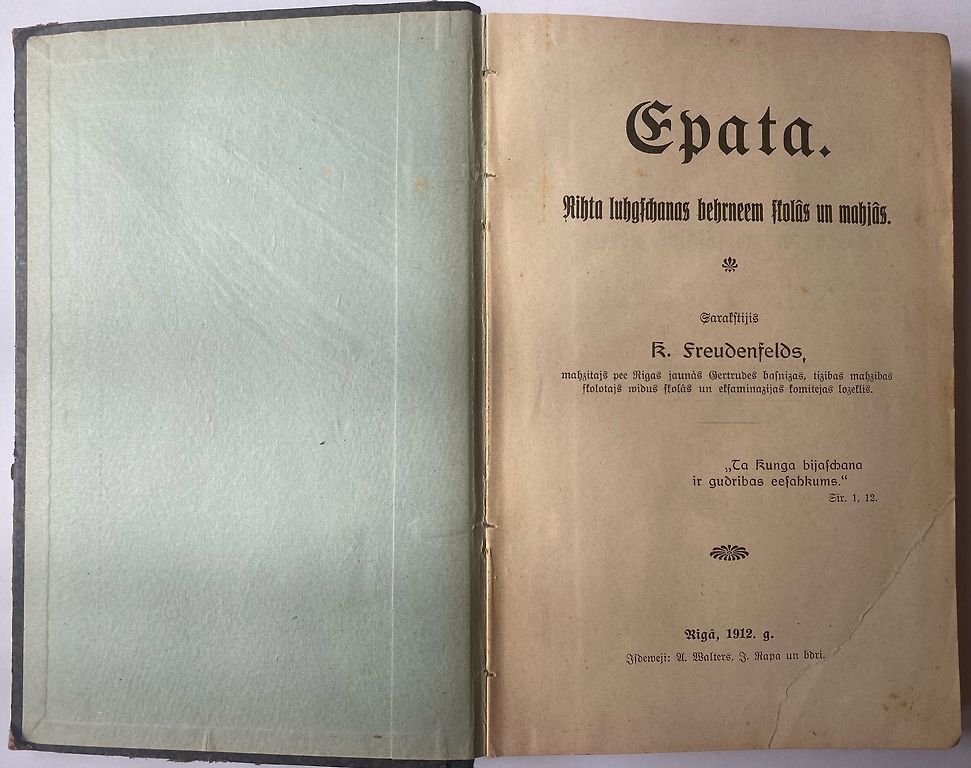 Epata.
Rihta luhgſchanas behrneem ſkolâs un mahjâs.
Sarakſtijis
K. Freudenfelds,
mahzitajs pee Rigas jaunàs Gertrudes baſnizas, tizibas mahzibas
ſkolotajs widus ſkolâs un ekſaminazijas komitejas lozeklis.
„Ta Kunga bijaſchana
ir gudribas eeſahkums.“
Sir. 1, 12.
Rigâ, 1912. g.
Iſdeweji: A. Walters, J. Rapa un bdri.